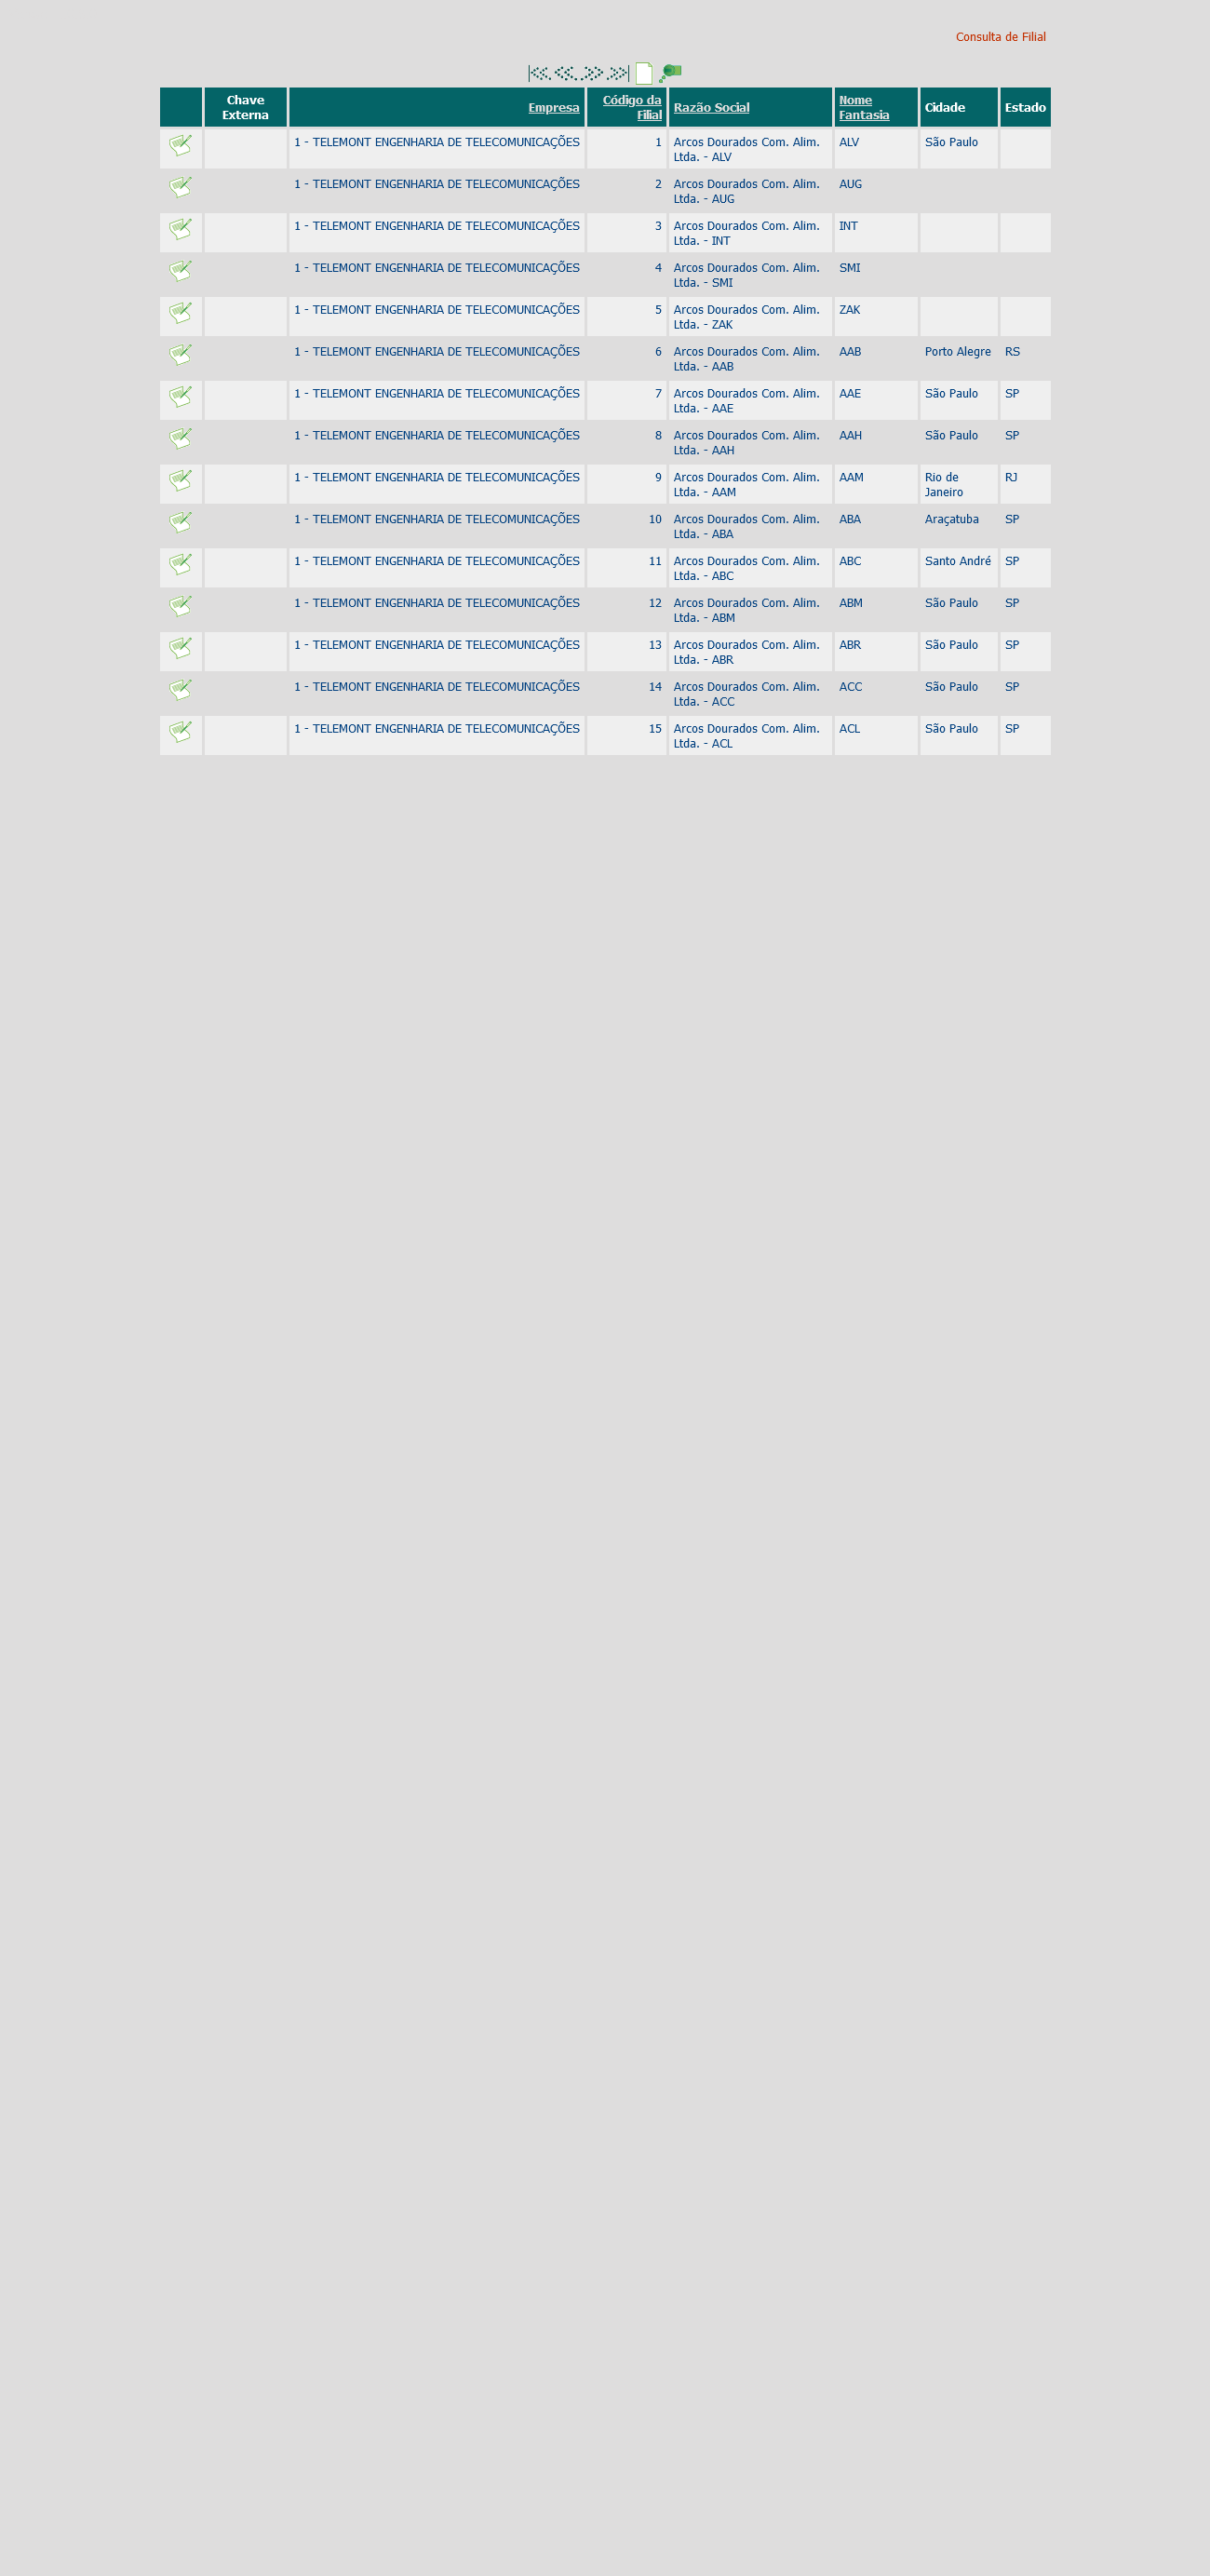 Consulta de Filial
Chave Externa Empresa Código da Filial Razão Social Nome Fantasia Cidade Estado
1 - TELEMONT ENGENHARIA DE TELECOMUNICAÇÕES 1 Arcos Dourados Com. Alim. Ltda. - ALV ALV São Paulo
1 - TELEMONT ENGENHARIA DE TELECOMUNICAÇÕES 2 Arcos Dourados Com. Alim. Ltda. - AUG AUG
1 - TELEMONT ENGENHARIA DE TELECOMUNICAÇÕES 3 Arcos Dourados Com. Alim. Ltda. - INT INT
1 - TELEMONT ENGENHARIA DE TELECOMUNICAÇÕES 4 Arcos Dourados Com. Alim. Ltda. - SMI SMI
1 - TELEMONT ENGENHARIA DE TELECOMUNICAÇÕES 5 Arcos Dourados Com. Alim. Ltda. - ZAK ZAK
1 - TELEMONT ENGENHARIA DE TELECOMUNICAÇÕES 6 Arcos Dourados Com. Alim. Ltda. - AAB AAB Porto Alegre RS
1 - TELEMONT ENGENHARIA DE TELECOMUNICAÇÕES 7 Arcos Dourados Com. Alim. Ltda. - AAE AAE São Paulo SP
1 - TELEMONT ENGENHARIA DE TELECOMUNICAÇÕES 8 Arcos Dourados Com. Alim. Ltda. - AAH AAH São Paulo SP
1 - TELEMONT ENGENHARIA DE TELECOMUNICAÇÕES 9 Arcos Dourados Com. Alim. Ltda. - AAM AAM Rio de Janeiro RJ
1 - TELEMONT ENGENHARIA DE TELECOMUNICAÇÕES 10 Arcos Dourados Com. Alim. Ltda. - ABA ABA Araçatuba SP
1 - TELEMONT ENGENHARIA DE TELECOMUNICAÇÕES 11 Arcos Dourados Com. Alim. Ltda. - ABC ABC Santo André SP
1 - TELEMONT ENGENHARIA DE TELECOMUNICAÇÕES 12 Arcos Dourados Com. Alim. Ltda. - ABM ABM São Paulo SP
1 - TELEMONT ENGENHARIA DE TELECOMUNICAÇÕES 13 Arcos Dourados Com. Alim. Ltda. - ABR ABR São Paulo SP
1 - TELEMONT ENGENHARIA DE TELECOMUNICAÇÕES 14 Arcos Dourados Com. Alim. Ltda. - ACC ACC São Paulo SP
1 - TELEMONT ENGENHARIA DE TELECOMUNICAÇÕES 15 Arcos Dourados Com. Alim. Ltda. - ACL ACL São Paulo SP